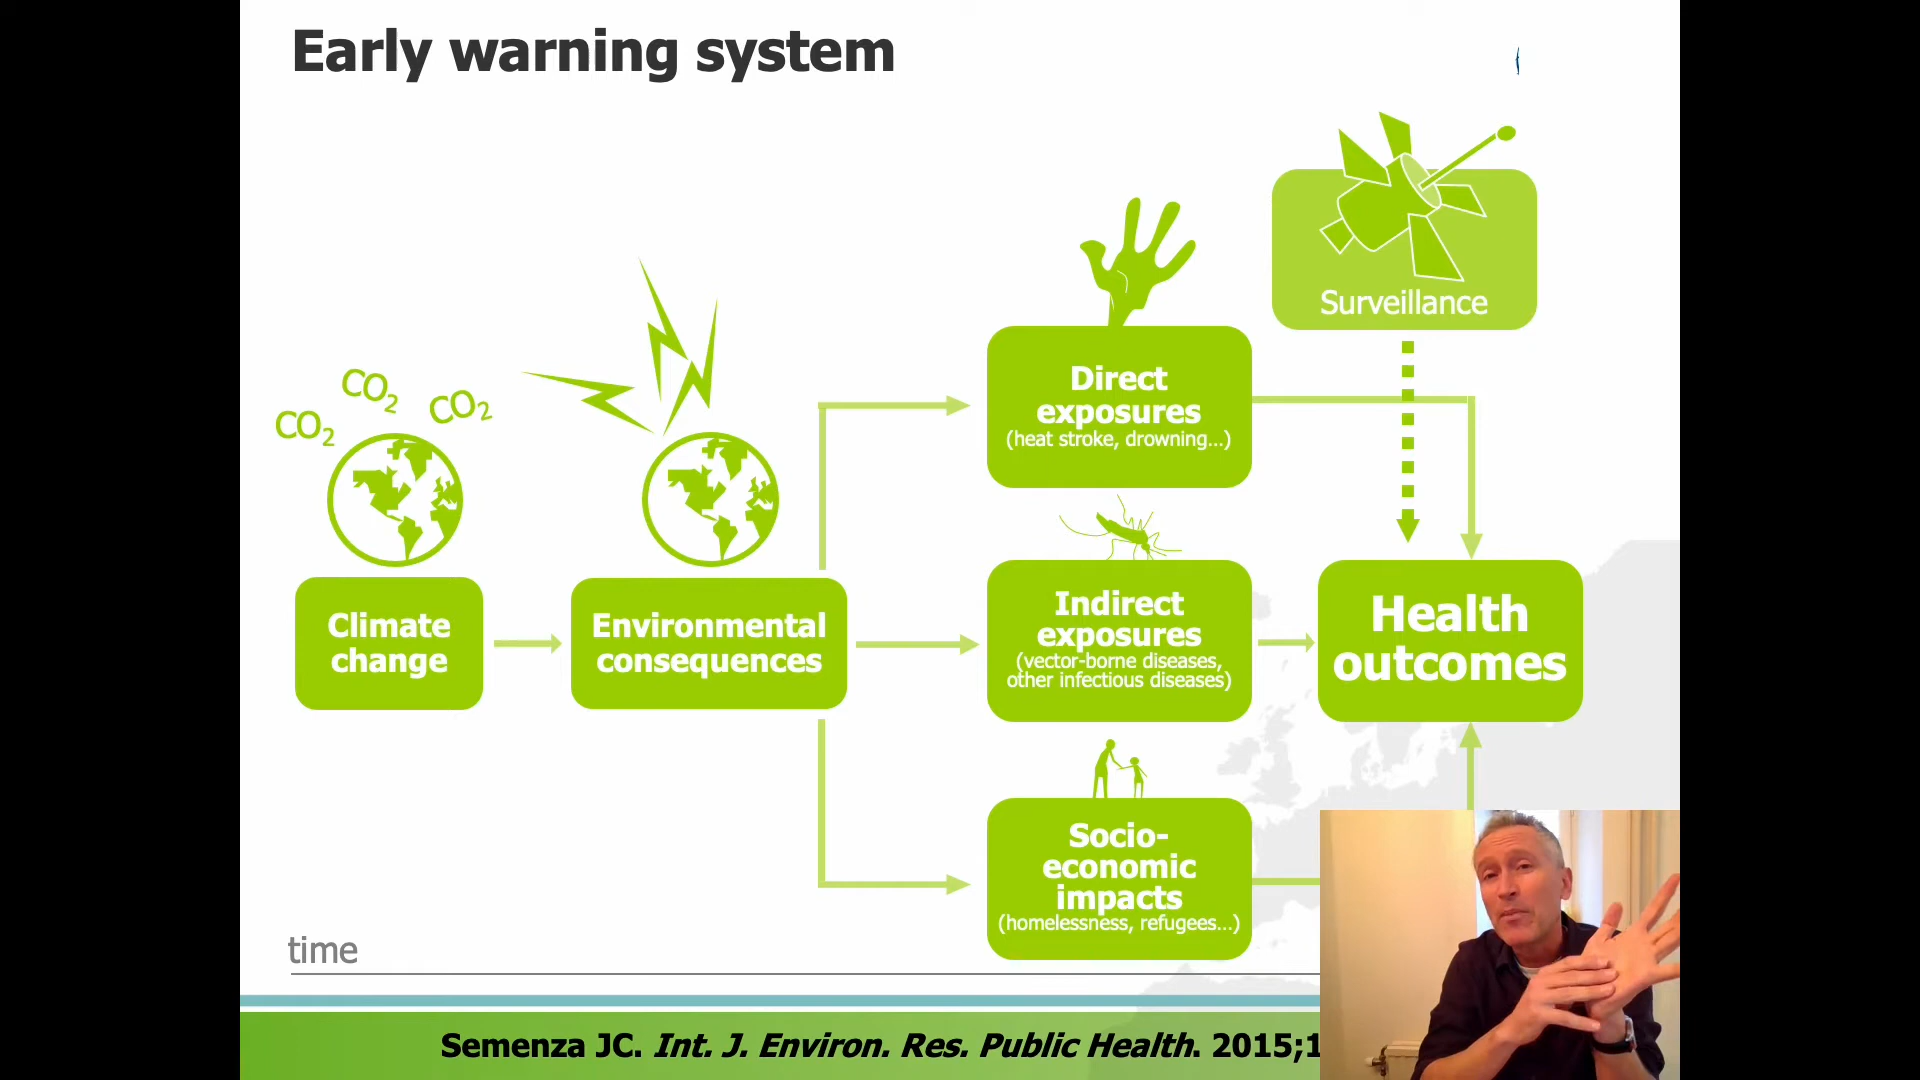 Early warning system
Surveillance
CO2
CO2
CO2
Direct
exposures
(heat stroke, drowning...)
Climate
change
Environmental
consequences
Indirect
exposures
(vector-borne diseases,
other infectious diseases)
Health
outcomes
Socio-
economic
impacts
(homelessness, refugees...)
time
Semenza JC. Int. J. Environ. Res. Public Health. 2015;1